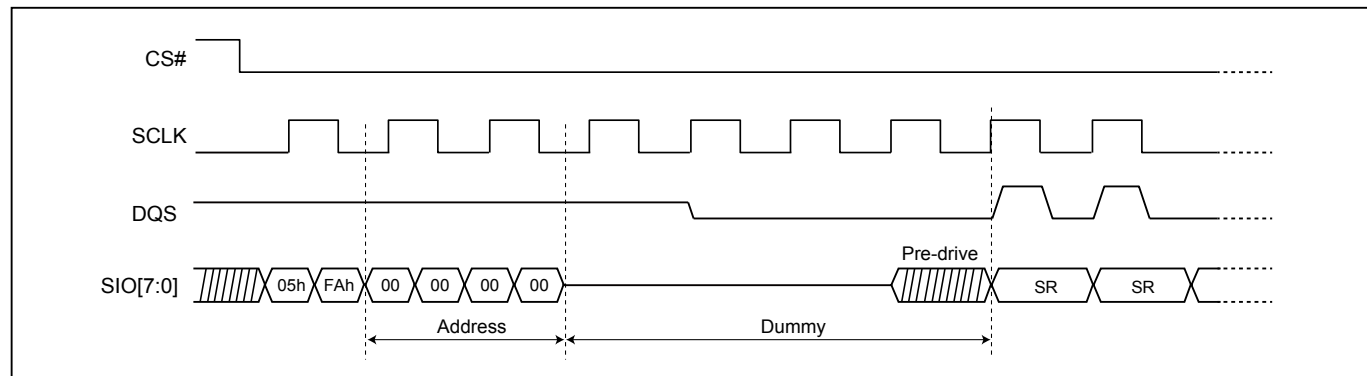 CS#
SCLK
DQS
Pre-drive
SIO[7:0] 05h FAh 00 00 00 00 SR SR
Address Dummy